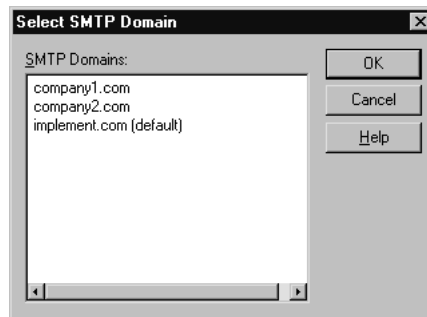 Select SMTP Domain
SMTP Domains:
company1.com
company2.com
implement.com (default)
OK
Cancel
Help